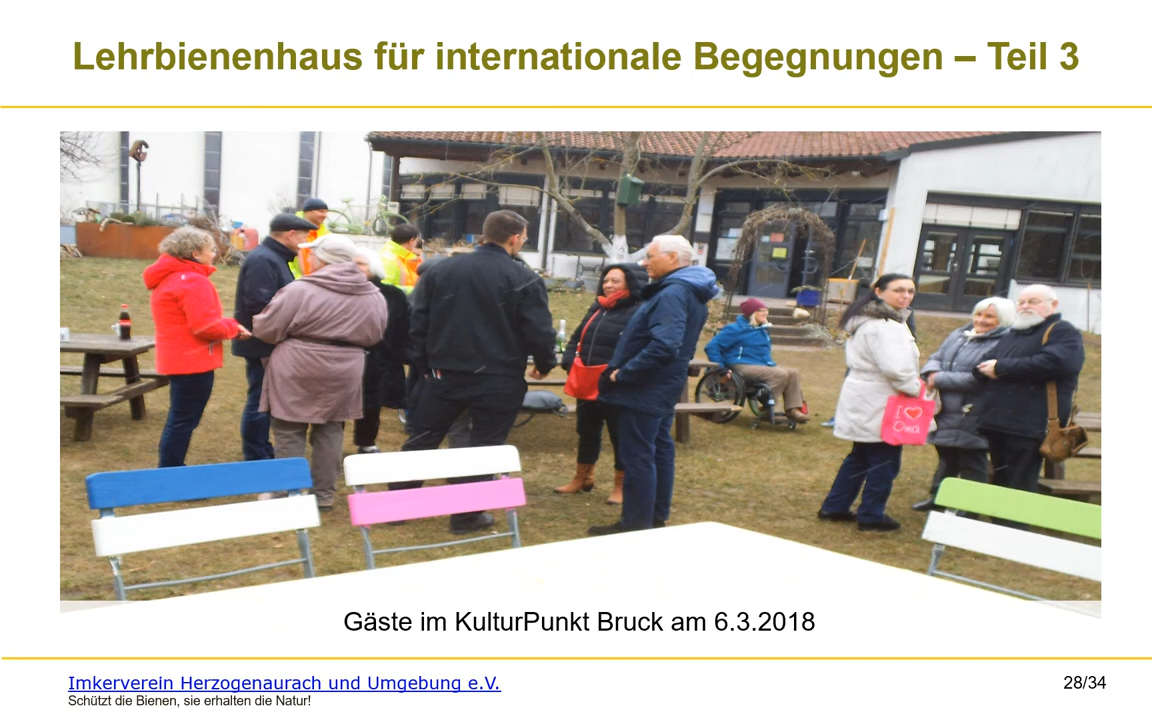 Lehrbienenhaus für internationale Begegnungen – Teil 3
I ♥
Oma
Gäste im KulturPunkt Bruck am 6.3.2018
Imkerverein Herzogenaurach und Umgebung e.V.
28/34
Schützt die Bienen, sie erhalten die Natur!